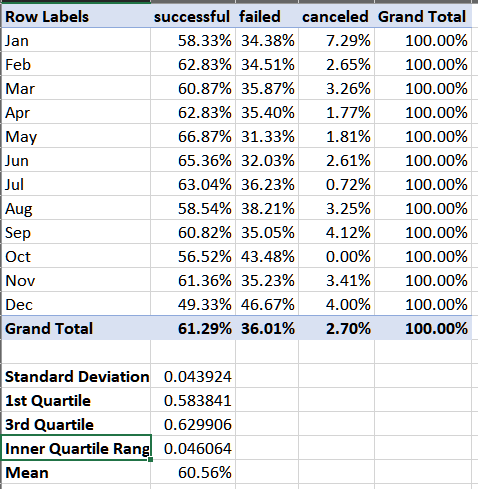 Row Labels successful failed canceled Grand Total
Jan 58.33% 34.38% 7.29% 100.00%
Feb 62.83% 34.51% 2.65% 100.00%
Mar 60.87% 35.87% 3.26% 100.00%
Apr 62.83% 35.40% 1.77% 100.00%
May 66.87% 31.33% 1.81% 100.00%
Jun 65.36% 32.03% 2.61% 100.00%
Jul 63.04% 36.23% 0.72% 100.00%
Aug 58.54% 38.21% 3.25% 100.00%
Sep 60.82% 35.05% 4.12% 100.00%
Oct 56.52% 43.48% 0.00% 100.00%
Nov 61.36% 35.23% 3.41% 100.00%
Dec 49.33% 46.67% 4.00% 100.00%
Grand Total 61.29% 36.01% 2.70% 100.00%
Standard Deviation 0.043924
1st Quartile 0.583841
3rd Quartile 0.629906
Inner Quartile Rang 0.046064
Mean 60.56%